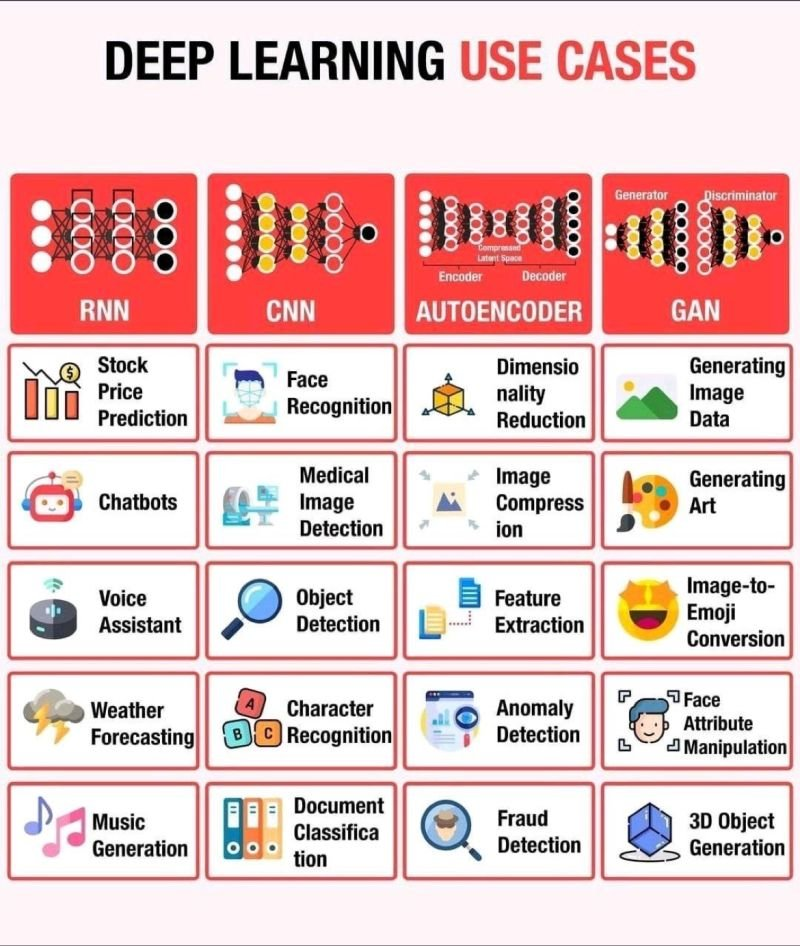 DEEP LEARNING USE CASES
RNN
CNN
Compressed
Latent Space
Encoder
Decoder
AUTOENCODER
Generator
Discriminator
GAN
Stock
Price
Prediction
Face
Recognition
Dimensio
nality
Reduction
Generating
Image
Data
Chatbots
Medical
Image
Detection
Image
Compress
ion
Generating
Art
Voice
Assistant
Object
Detection
Feature
Extraction
Image-to-
Emoji
Conversion
Weather
Forecasting
A
B
C
Character
Recognition
Anomaly
Detection
Face
Attribute
Manipulation
Music
Generation
Document
Classifica
tion
Fraud
Detection
3D Object
Generation